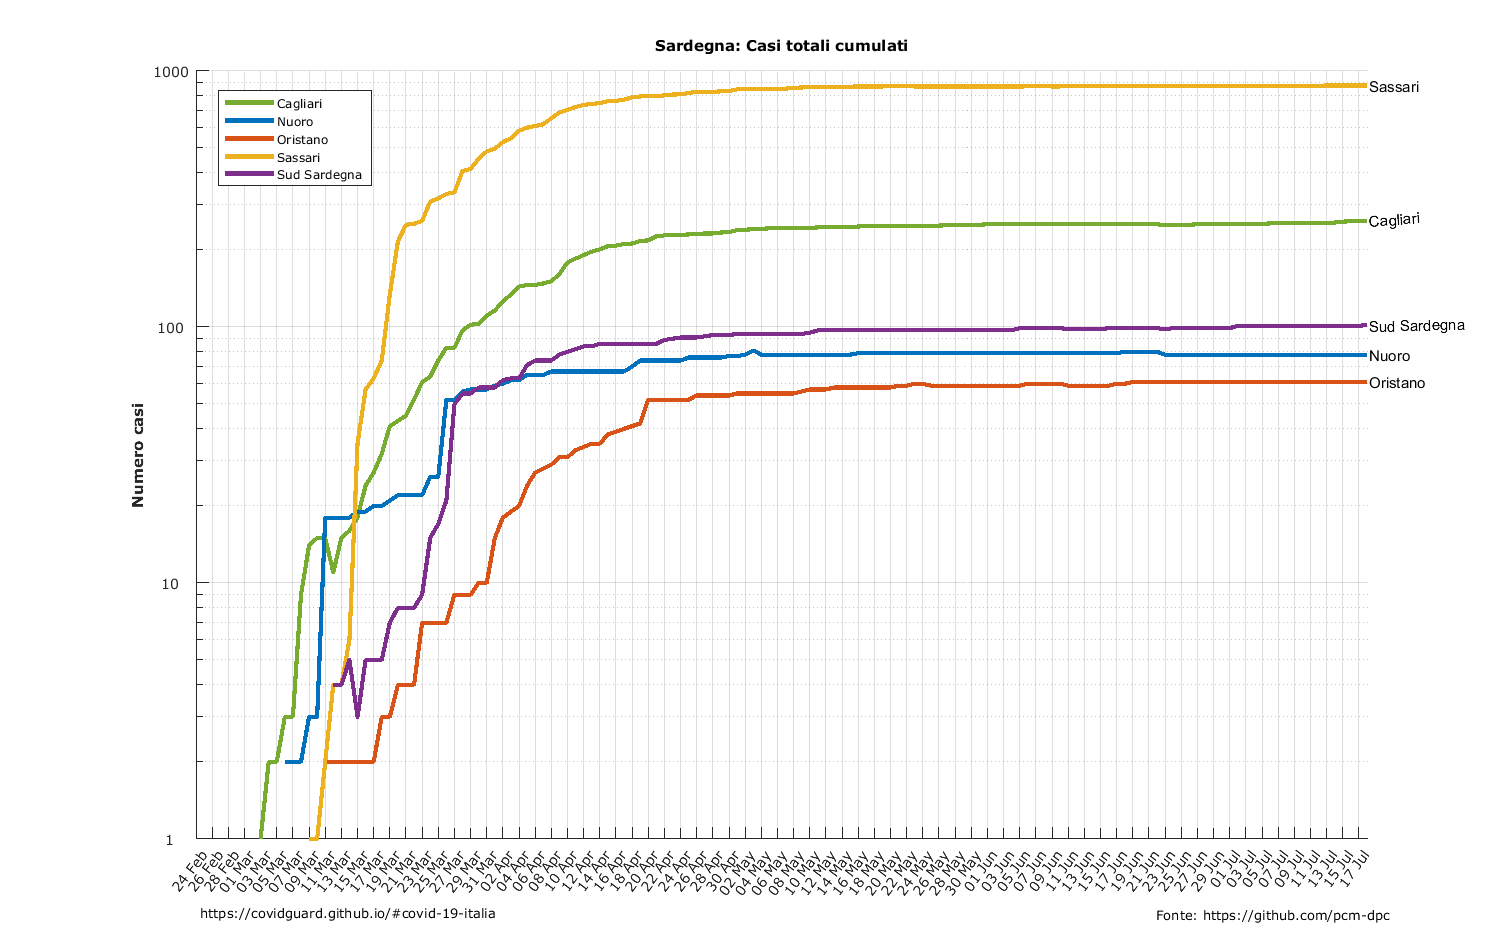 Sardegna: Casi totali cumulati
1000
100
10
1
Numero casi
Cagliari
Nuoro
Oristano
Sassari
Sud Sardegna
Sassari
Cagliari
Sud Sardegna
Nuoro
Oristano
24 Feb
26 Feb
28 Feb
01 Mar
03 Mar
05 Mar
07 Mar
09 Mar
11 Mar
13 Mar
15 Mar
17 Mar
19 Mar
21 Mar
23 Mar
25 Mar
27 Mar
29 Mar
31 Mar
02 Apr
04 Apr
06 Apr
08 Apr
10 Apr
12 Apr
14 Apr
16 Apr
18 Apr
20 Apr
22 Apr
24 Apr
26 Apr
28 Apr
30 Apr
02 May
04 May
06 May
08 May
10 May
12 May
14 May
16 May
18 May
20 May
22 May
24 May
26 May
28 May
30 May
01 Jun
03 Jun
05 Jun
07 Jun
09 Jun
11 Jun
13 Jun
15 Jun
17 Jun
19 Jun
21 Jun
23 Jun
25 Jun
27 Jun
29 Jun
01 Jul
03 Jul
05 Jul
07 Jul
09 Jul
11 Jul
13 Jul
15 Jul
17 Jul
https://covidguard.github.io/#covid-19-italia
Fonte: https://github.com/pcm-dpc